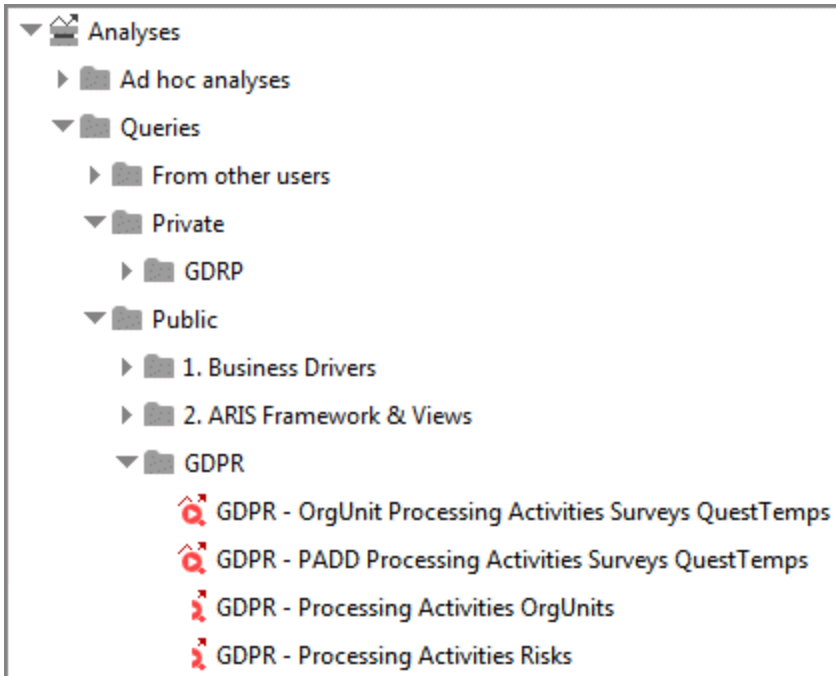 Analyses
Ad hoc analyses
Queries
From other users
Private
GDRP
Public
1. Business Drivers
2. ARIS Framework & Views
GDPR
GDPR - OrgUnit Processing Activities Surveys QuestTemps
GDPR - PADD Processing Activities Surveys QuestTemps
GDPR - Processing Activities OrgUnits
GDPR - Processing Activities Risks